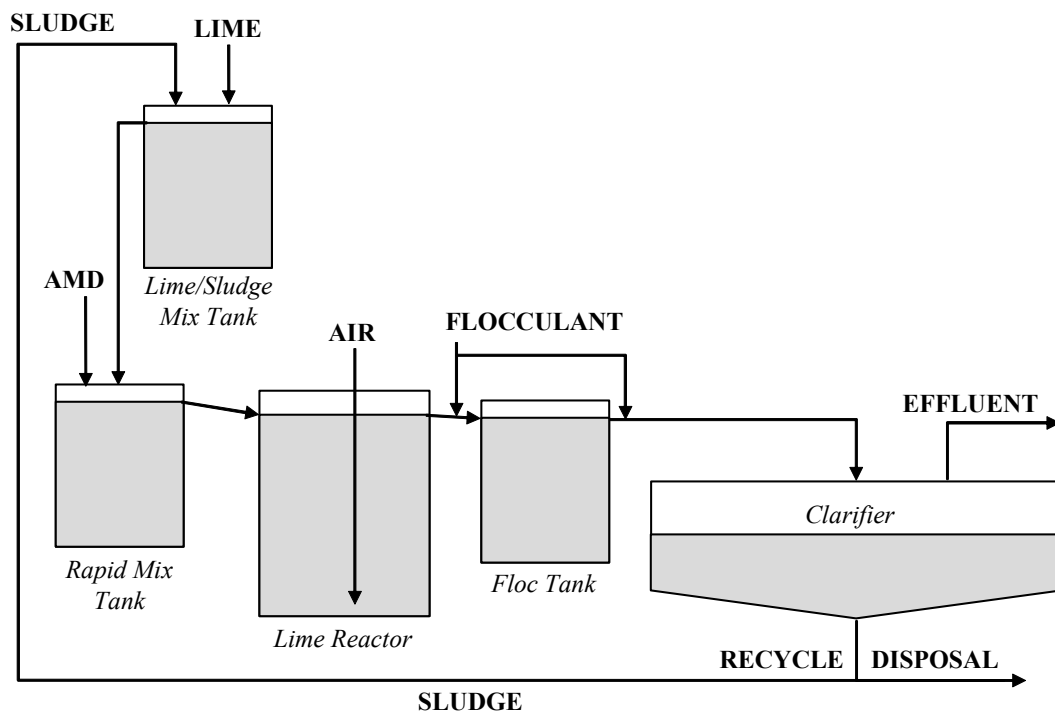 SLUDGE
LIME
Lime/Sludge
Mix Tank
AMD
AIR
FLOCCULANT
EFFLUENT
Clarifier
Rapid Mix
Tank
Floc Tank
Lime Reactor
RECYCLE
DISPOSAL
SLUDGE